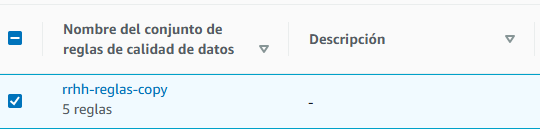 Nombre del conjunto de
reglas de calidad de datos
Descripción
rrhh-reglas-copy
5 reglas
-